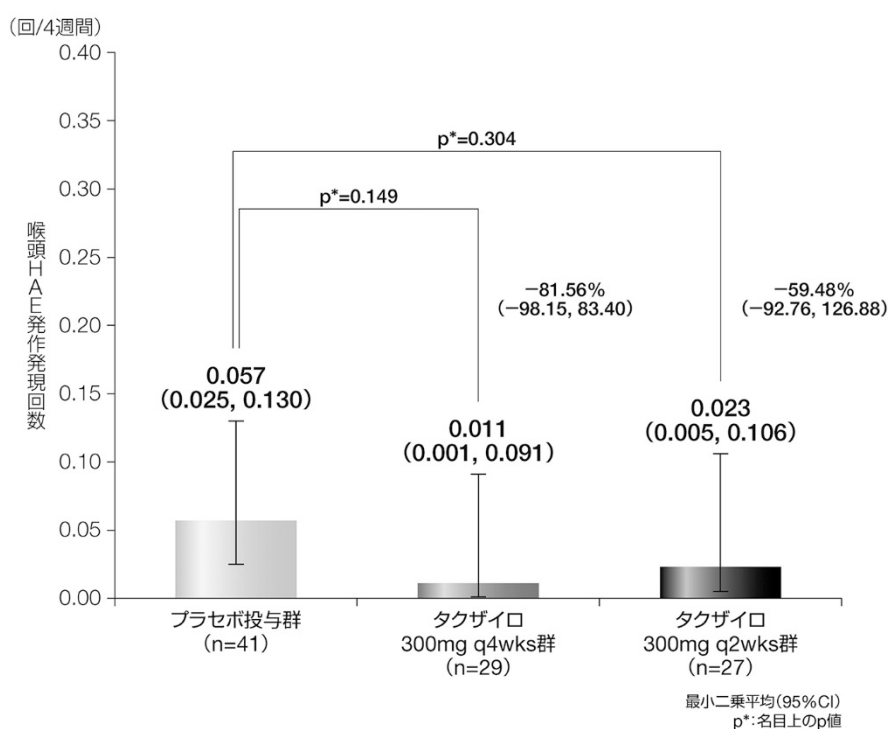 （回/4週間）
0.40
0.35
0.30
0.25
0.20
0.15
0.10
0.05
0.00
喉頭HAE発作発現回数
p*=0.304
p*=0.149
−81.56%
（−98.15, 83.40）
−59.48%
（−92.76, 126.88）
0.057
（0.025, 0.130）
0.011
（0.001, 0.091）
0.023
（0.005, 0.106）
プラセボ投与群
（n=41）
タクザイロ
300mg q4wks群
（n=29）
タクザイロ
300mg q2wks群
（n=27）
最小二乗平均（95%CI）
p*：名目上のp値